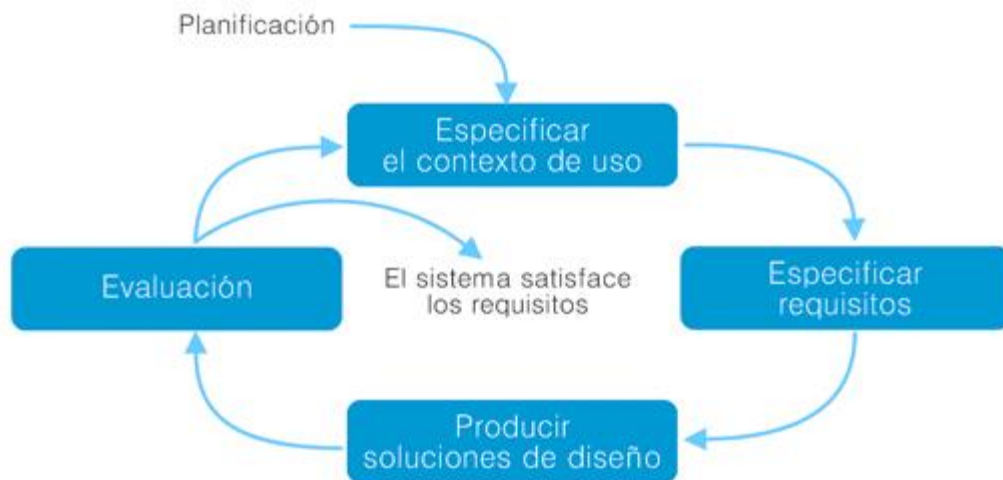 Planificación
Especificar
el contexto de uso
Evaluación
El sistema satisface
los requisitos
Especificar
requisitos
Producir
soluciones de diseño